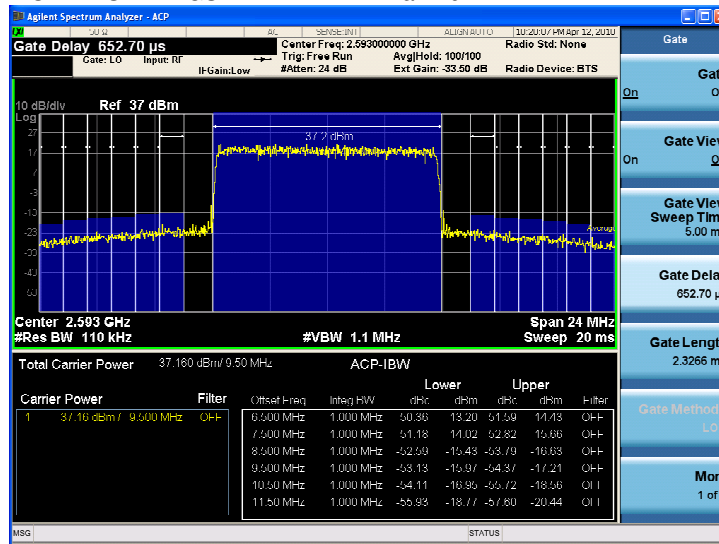 Agilent Spectrum Analyzer - ACP
50 Ω AC SENSE:INT ALIGN AUTO 10:20:07 PM Apr 12, 2010
Gate Delay 652.70 µs
Center Freq: 2.593000000 GHz Radio Std: None
Gate: LO Input: RF Trig: Free Run Avg|Hold: 100/100
IFGain:Low #Atten: 24 dB Ext Gain: -33.50 dB Radio Device: BTS
10 dB/div Ref 37 dBm
Log
27
17
7
-3
-13
-23
-33
-43
-53
37.2 dBm
Average
Center 2.593 GHz Span 24 MHz
#Res BW 110 kHz #VBW 1.1 MHz Sweep 20 ms
Total Carrier Power 37.160 dBm/ 9.50 MHz ACP-IBW
Lower Upper
Carrier Power Filter Offset Freq Integ BW dBc dBm dBc dBm Filter
1 37.16 dBm / 9.500 MHz OFF 6.500 MHz 1.000 MHz 50.36 13.20 51.59 14.43 OFF
7.500 MHz 1.000 MHz 51.18 14.02 52.82 15.66 OFF
8.500 MHz 1.000 MHz -52.59 -15.43 -53.79 -16.63 OFF
9.500 MHz 1.000 MHz -53.13 -15.97 -54.37 -17.21 OFF
10.50 MHz 1.000 MHz -54.11 -16.95 -55.72 -18.56 OFF
11.50 MHz 1.000 MHz -55.93 -18.77 -57.60 -20.44 OFF
MSG STATUS
Gate
Gat
On O
Gate Vie
On O
Gate Vie
Sweep Tim
5.00 m
Gate Dela
652.70 µ
Gate Lengt
2.3266 m
Gate Method
LO
Mor
1 of